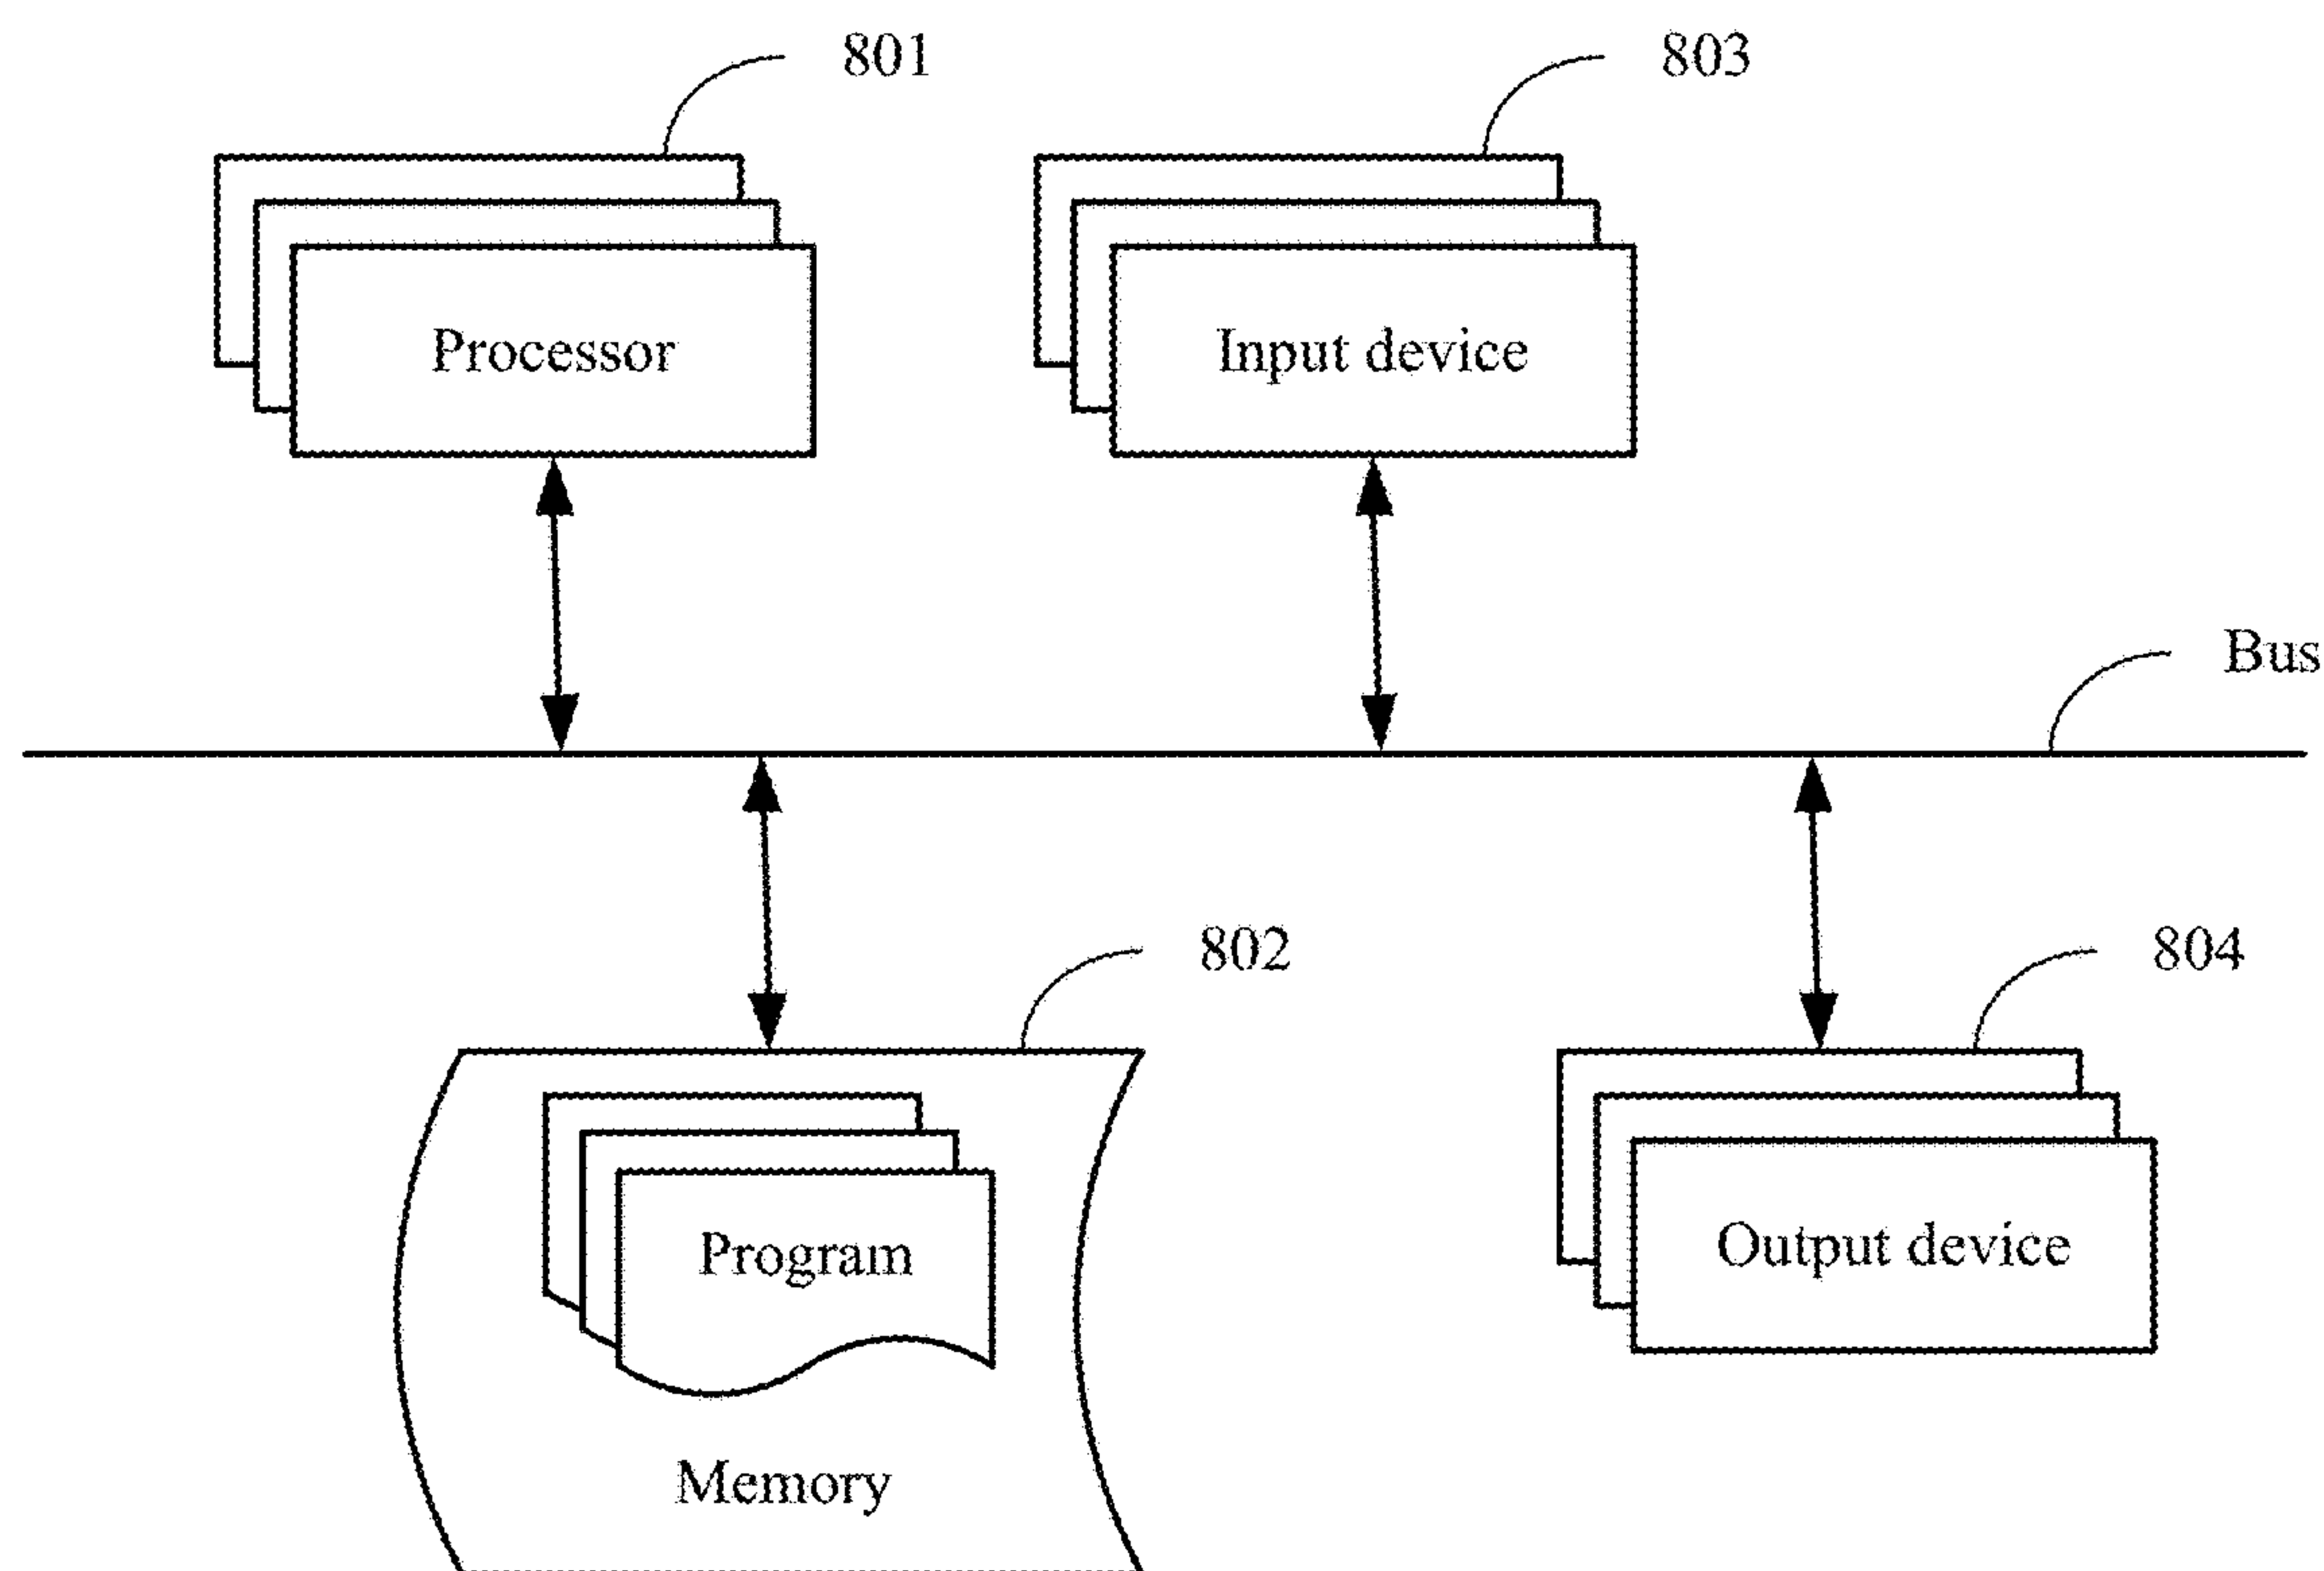 801
803
Processor
Input device
Bus
802
804
Program
Output device
Memory